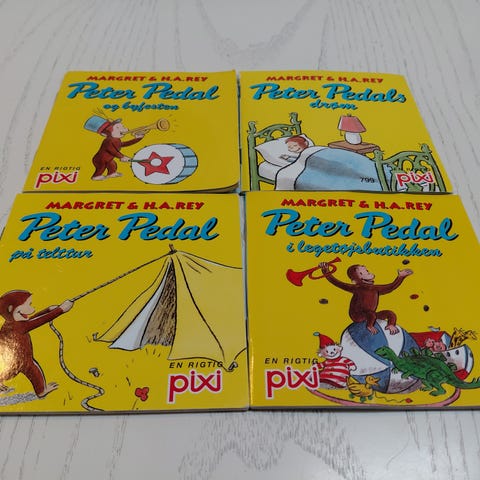 MARGRET & H.A.REY
Peter Pedal
og byfesten
EN RIGTIG
pixi
MARGRET & H.A.REY
Peter Pedals
drøm
799
pixi
MARGRET & H.A.REY
Peter Pedal
på telttur
EN RIGTIG
pixi
MARGRET & H.A.REY
Peter Pedal
i legetøjsbutikken
EN RIGTIG
pixi